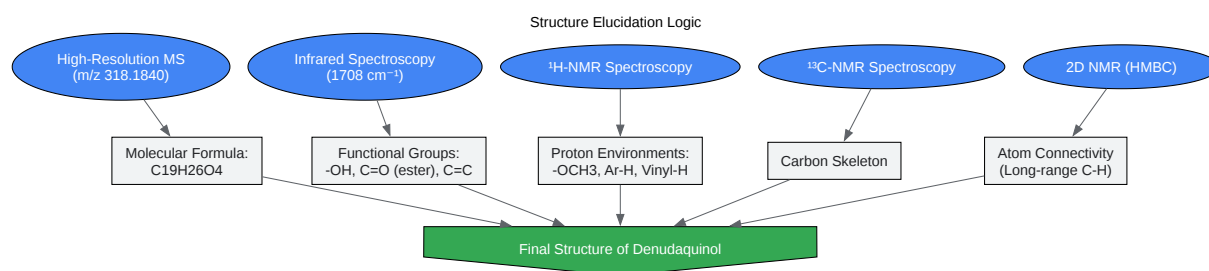 Structure Elucidation Logic
High-Resolution MS
(m/z 318.1840)
Infrared Spectroscopy
(1708 cm⁻¹)
¹H-NMR Spectroscopy
¹³C-NMR Spectroscopy
2D NMR (HMBC)
Molecular Formula:
C19H26O4
Functional Groups:
-OH, C=O (ester), C=C
Proton Environments:
-OCH3, Ar-H, Vinyl-H
Carbon Skeleton
Atom Connectivity
(Long-range C-H)
Final Structure of Denudaquinol